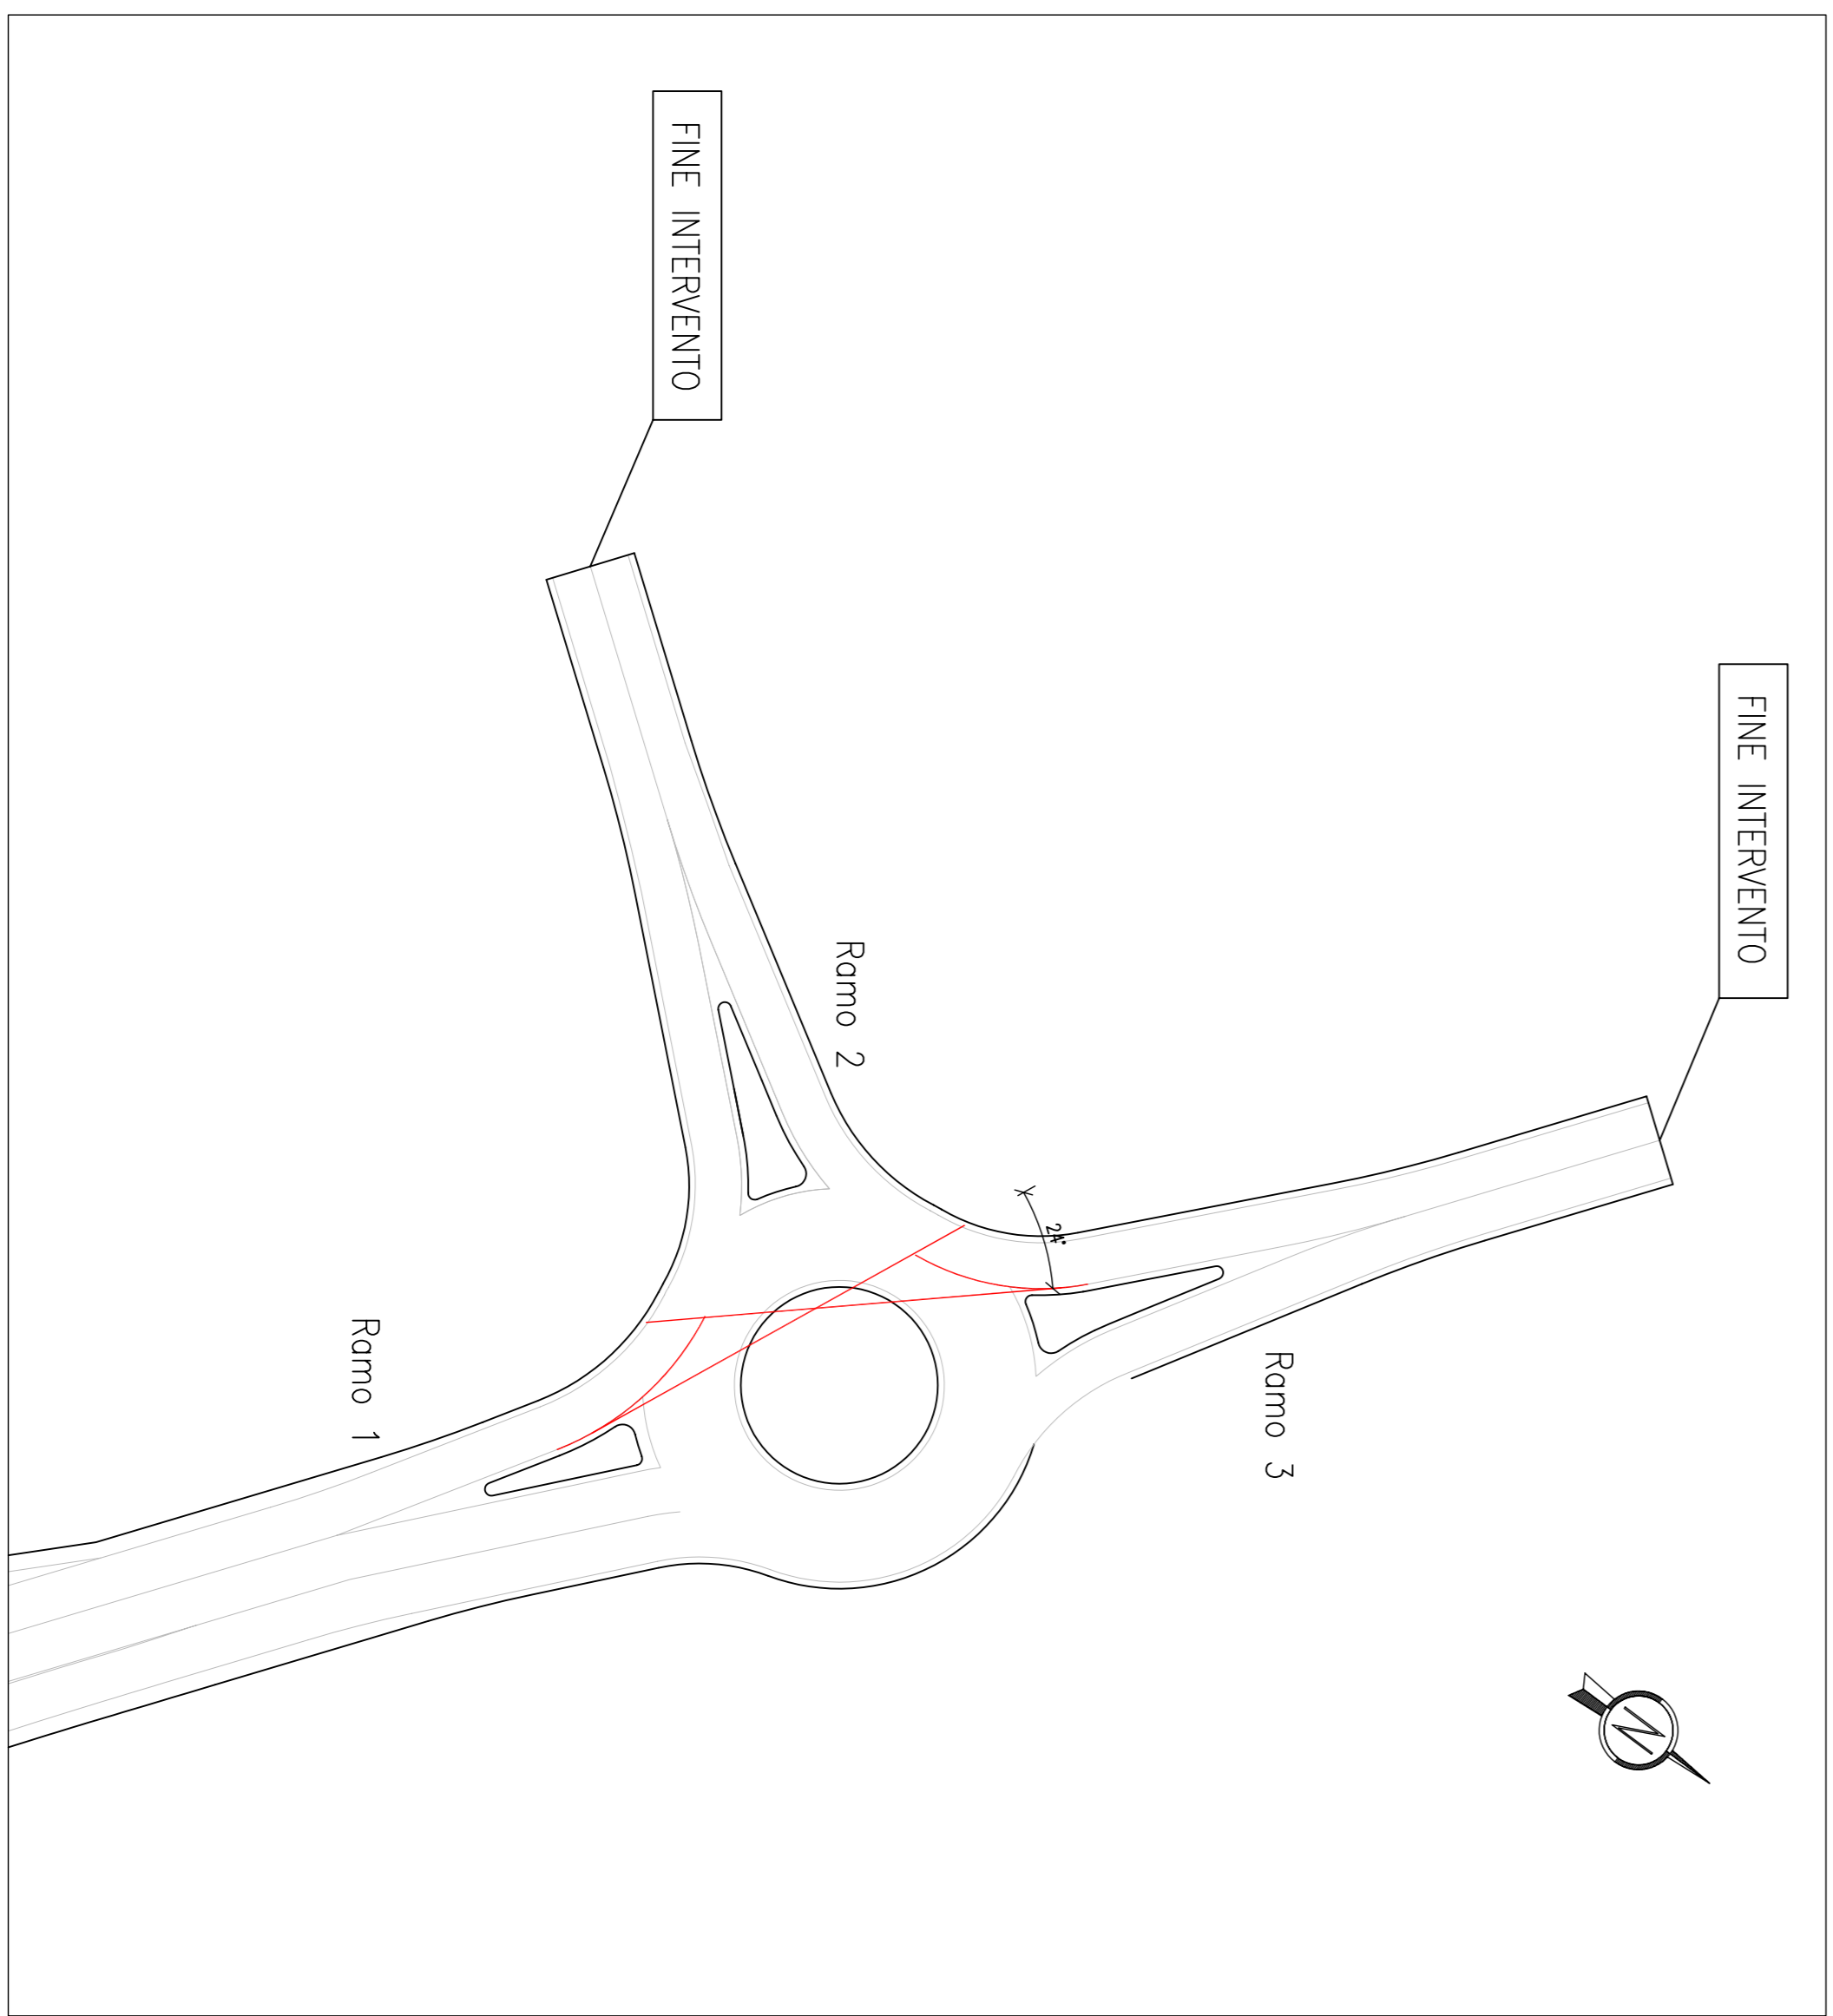 FINE INTERVENTO
FINE INTERVENTO
Ramo 2
24°
Ramo 1
Ramo 3
N